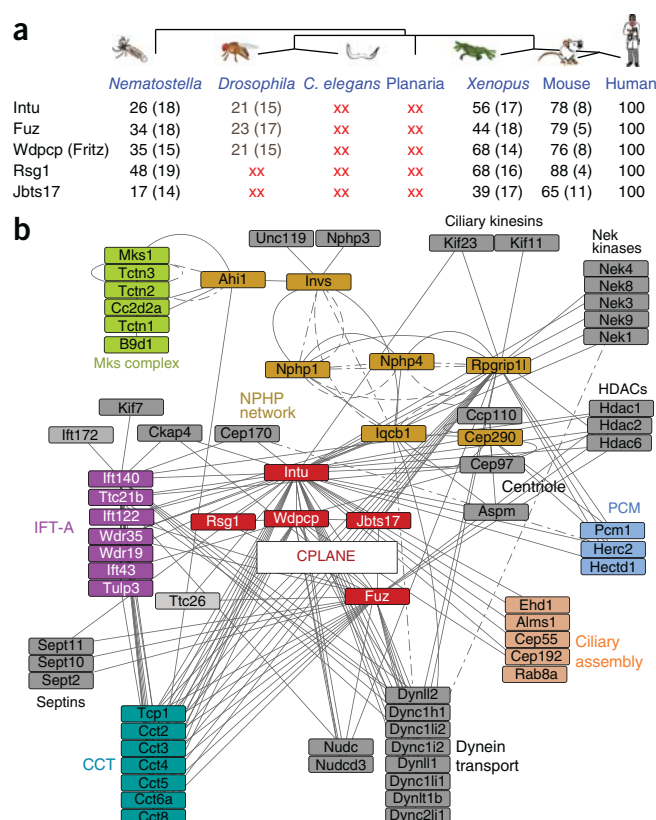 a
Nematostella Drosophila C. elegans Planaria Xenopus Mouse Human
Intu 26 (18) 21 (15) xx xx 56 (17) 78 (8) 100
Fuz 34 (18) 23 (17) xx xx 44 (18) 79 (5) 100
Wdpcp (Fritz) 35 (15) 21 (15) xx xx 68 (14) 76 (8) 100
Rsg1 48 (19) xx xx xx 68 (16) 88 (4) 100
Jbts17 17 (14) xx xx xx 39 (17) 65 (11) 100
b
Mks1
Tctn3
Tctn2
Cc2d2a
Tctn1
B9d1
Mks complex
Ahi1
Unc119
Nphp3
Invs
Ciliary kinesins
Kif23
Kif11
Nek
kinases
Nek4
Nek8
Nek3
Nek9
Nek1
Nphp1
Nphp4
Rpgrip1l
NPHP
network
Iqcb1
Ccp110
Cep290
Cep97
Centriole
Aspm
HDACs
Hdac1
Hdac2
Hdac6
Kif7
Ift172
Ckap4
Cep170
Intu
Rsg1
Wdpcp
Jbts17
CPLANE
Fuz
IFT-A
Ift140
Ttc21b
Ift122
Wdr35
Wdr19
Ift43
Tulp3
Ttc26
PCM
Pcm1
Herc2
Hectd1
Ehd1
Alms1
Cep55
Cep192
Rab8a
Ciliary
assembly
Sept11
Sept10
Sept2
Septins
CCT
Tcp1
Cct2
Cct3
Cct4
Cct5
Cct6a
Cct8
Nudc
Nudcd3
Dynll2
Dync1h1
Dync1li2
Dync1i2
Dynll1
Dync1li1
Dynlt1b
Dync2li1
Dynein
transport